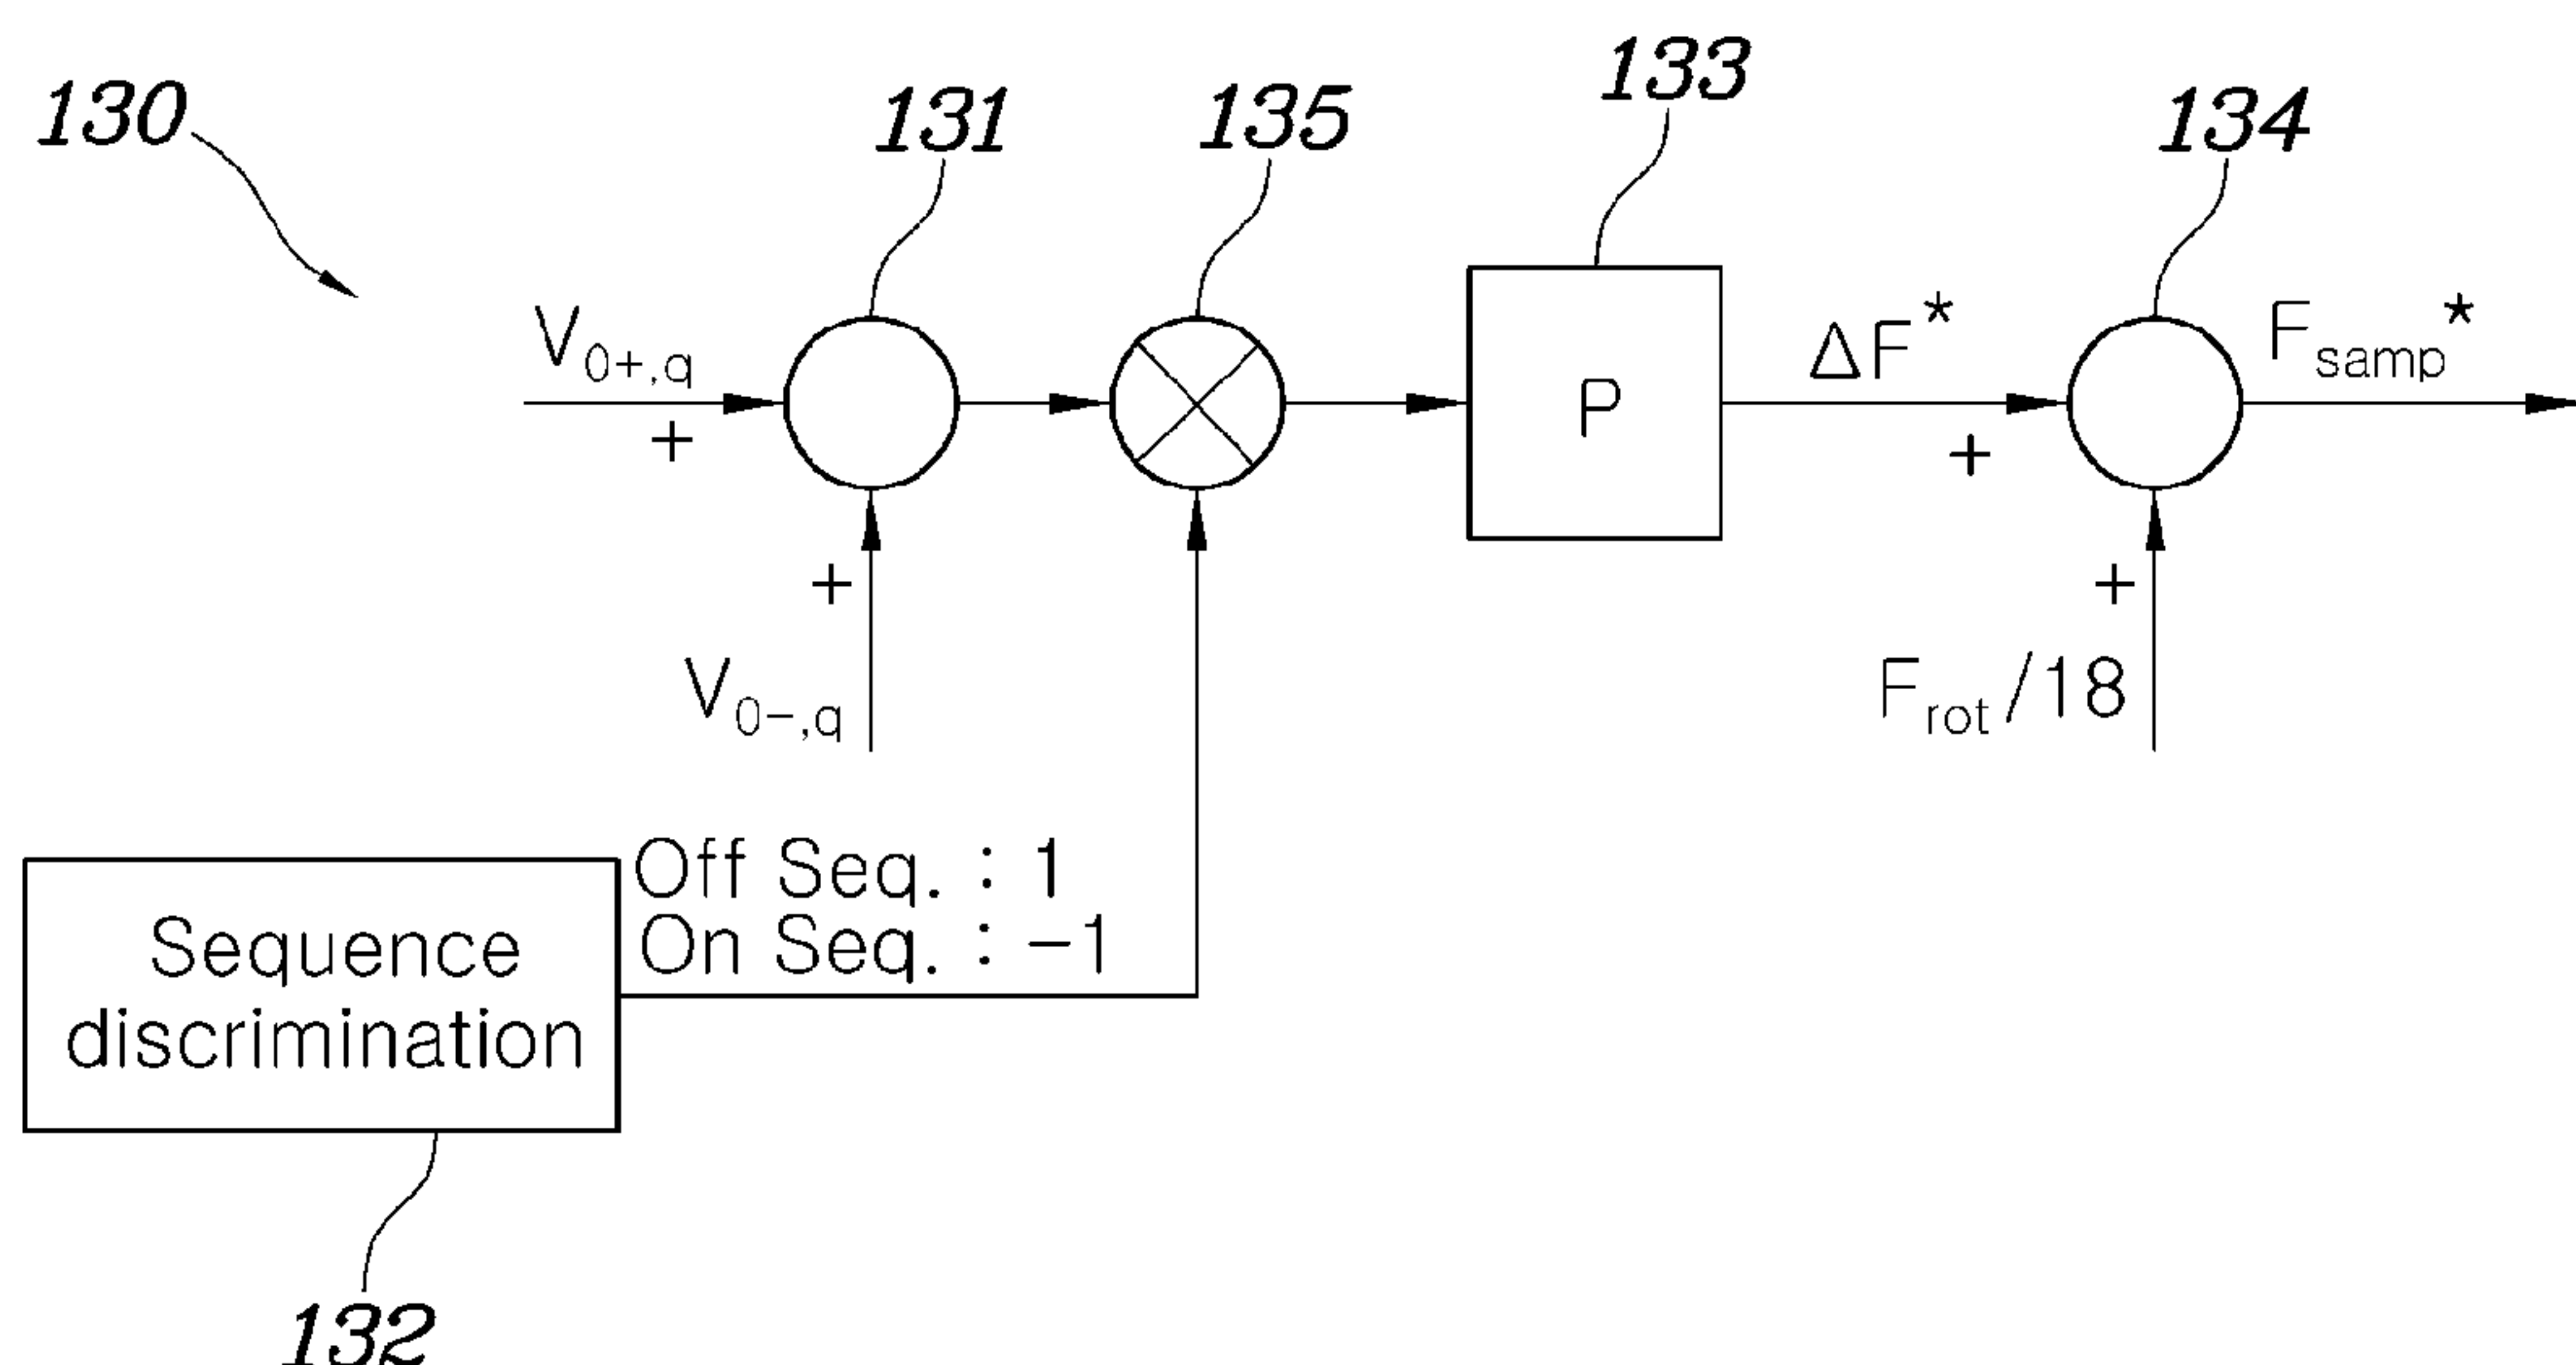 130
131
135
133
134
V0+,q
+
P
ΔF*
+
Fsamp*
+
V0-,q
+
Frot/18
Off Seq. : 1
On Seq. : -1
Sequence
discrimination
132